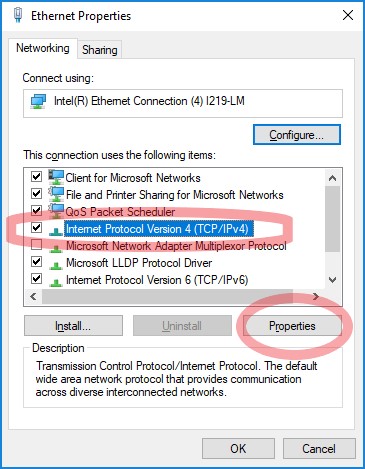 Ethernet Properties
Networking
Sharing
Connect using:
Intel(R) Ethernet Connection (4) I219-LM
Configure...
This connection uses the following items:
Client for Microsoft Networks
File and Printer Sharing for Microsoft Networks
QoS Packet Scheduler
Internet Protocol Version 4 (TCP/IPv4)
Microsoft Network Adapter Multiplexor Protocol
Microsoft LLDP Protocol Driver
Internet Protocol Version 6 (TCP/IPv6)
Install...
Uninstall
Properties
Description
Transmission Control Protocol/Internet Protocol. The default
wide area network protocol that provides communication
across diverse interconnected networks.
OK
Cancel